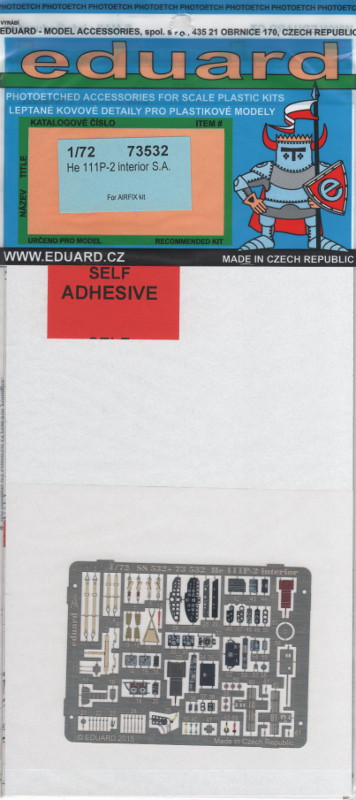 PHOTOETCH PHOTOETCH PHOTOETCH PHOTOETCH PHOTOETCH PHOTOETCH PHOTOETCH
VYRÁBÍ
EDUARD - MODEL ACCESSORIES, spol. s r.o., 435 21 OBRNICE 170, CZECH REPUBLIC
eduard
PHOTOETCHED ACCESSORIES FOR SCALE PLASTIC KITS
LEPTANÉ KOVOVÉ DETAILY PRO PLASTIKOVÉ MODELY
KATALOGOVÉ ČÍSLO ITEM #
NÁZEV TITLE
1/72 73532
He 111P-2 interior S.A.
For AIRFIX kit
URČENO PRO MODEL RECOMMENDED KIT
e
WWW.EDUARD.CZ MADE IN CZECH REPUBLIC
SELF
ADHESIVE
SELF
1/72 SS 532+ 73 532 He 111P-2 interior
eduard
© EDUARD 2015
Made in Czech Republic